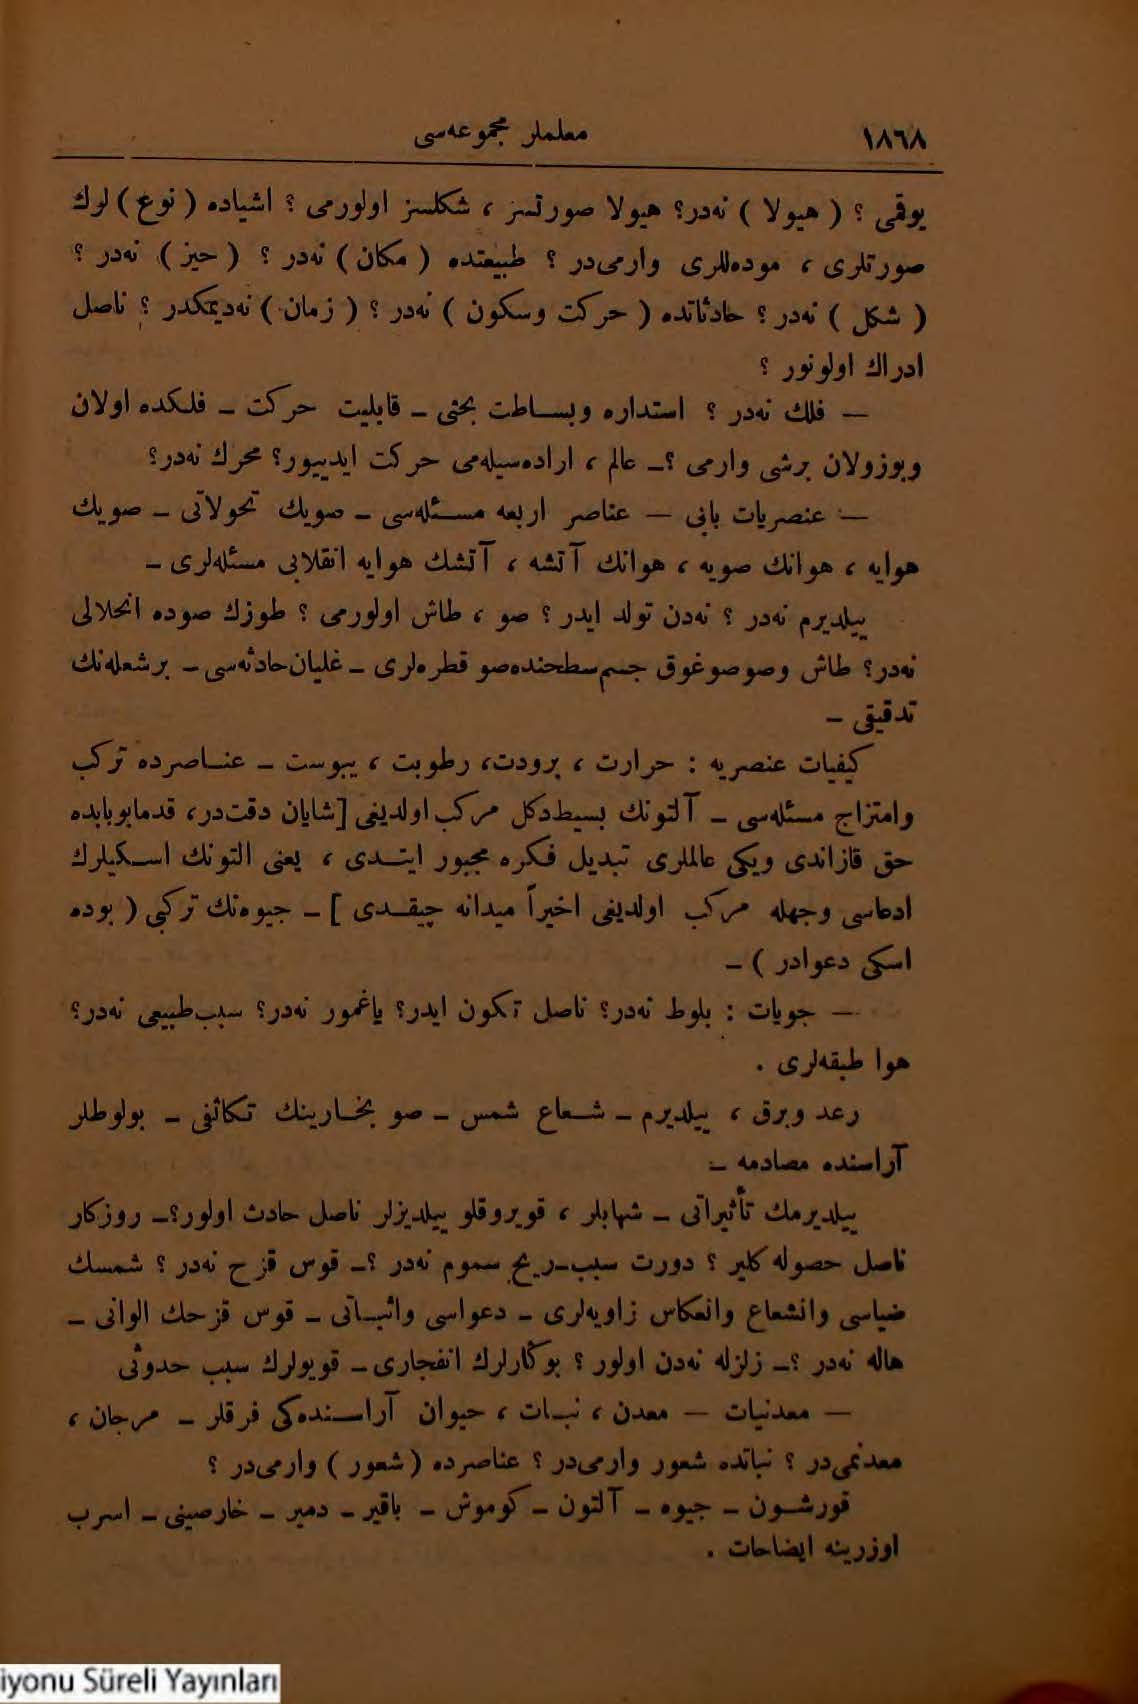 ١٨٦٨
معلملر مجموعه‌سی
یوقمی ؟ ( هیولا ) نه‌در؟ هیولا صورتسز ، شکلسز اولورمی ؟ اشیاده ( نوع ) لرك
صورتلری ، موده‌للری وارمی‌در ؟ طبیعتده ( مکان ) نه‌در ؟ ( حیز ) نه‌در ؟
( شکل ) نه‌در ؟ حادثاتده ( حرکت وسکون ) نه‌در ؟ ( زمان ) نه‌دیمکدر ؟ ناصل
ادراك اولونور ؟
— فلك نه‌در ؟ استداره وبساطت بحثی ـ قابلیت حرکت ـ فلکده اولان
وبوزولان برشی وارمی ؟ـ عالم ، اراده‌سیله‌می حرکت ایدییور؟ محرك نه‌در؟
— عنصریات بابی — عناصر اربعه مسئله‌سی ـ صویك تحولاتی ـ صویك
هوایه ، هوانك صویه ، هوانك آتشه ، آتشك هوایه انقلابی مسئله‌لری ـ
ییلدیرم نه‌در ؟ نه‌دن تولد ایدر ؟ صو ، طاش اولورمی ؟ طوزك صوده انحلالی
نه‌در؟ طاش وصوصوغوق جسم‌سطحنده‌صو قطره‌لری ـ غلیان‌حادثه‌سی ـ برشعله‌نك
تدقیقی ـ
کیفیات عنصریه : حرارت ، برودت، رطوبت ، یبوست ـ عناصرده ترکب
وامتزاج مسئله‌سی ـ آلتونك بسیط‌دکل مرکب‌اولدیغی [شایان دقت‌در، قدمابوبابده
حق قازاندی ویکی عالملری تبدیل فکره مجبور ایتدی ، یعنی التونك اسکیلرك
ادعاسی وجهله مرکب اولدیغی اخیراً میدانه چیقدی ] ـ جیوه‌نك ترکبی ( بوده
اسکی دعوادر ) ـ
— جویات : بلوط نه‌در؟ ناصل تکون ایدر؟ یاغمور نه‌در؟ سبب‌طبیعی نه‌در؟
هوا طبقه‌لری .
رعد وبرق ، ییلدیرم ـ شعاع شمس ـ صو بخارینك تکاثفی ـ بولوطلر
آراسنده مصادمه ـ
ییلدیرمك تأثیراتی ـ شهابلر ، قویروقلو ییلدیزلر ناصل حادث اولور؟ـ روزکار
ناصل حصوله کلیر ؟ دورت سبب‌ـ‌ریح سموم نه‌در ؟ـ قوس قزح نه‌در ؟ شمسك
ضیاسی وانشعاع وانعکاس زاویه‌لری ـ دعواسی واثباتی ـ قوس قزحك الوانی ـ
هاله نه‌در ؟ـ زلزله نه‌دن اولور ؟ بوکارلرك انفجاری ـ قویولرك سبب حدوثی
— معدنیات — معدن ، نبات ، حیوان آراسنده‌کی فرقلر ـ مرجان ،
معدنمی‌در ؟ نباتده شعور وارمی‌در ؟ عناصرده ( شعور ) وارمی‌در ؟
قورشون ـ جیوه ـ آلتون ـ کوموش ـ باقیر ـ دمیر ـ خارصینی ـ اسرب
اوزرینه ایضاحات .
iyonu Süreli Yayınları